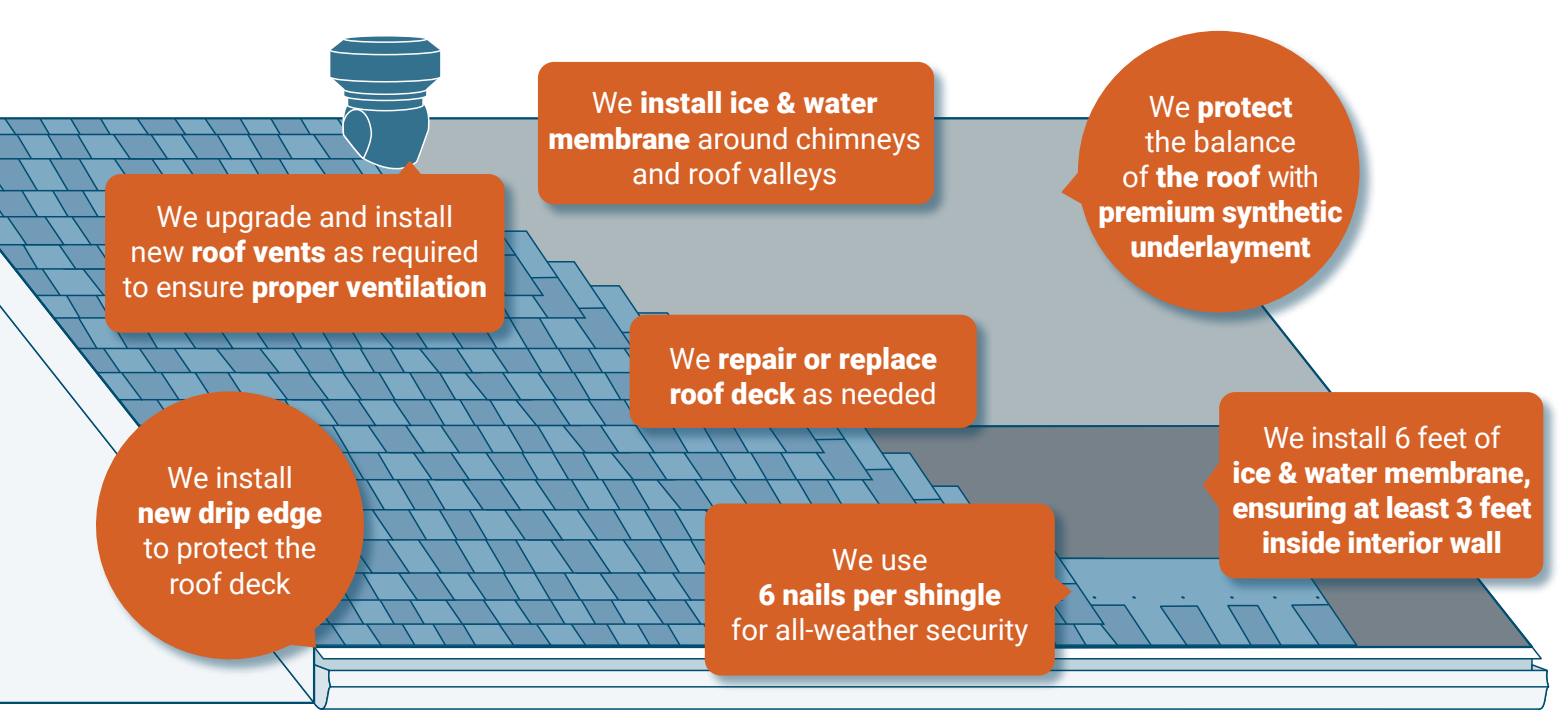 We install ice & water
membrane around chimneys
and roof valleys
We protect
the balance
of the roof with
premium synthetic
underlayment
We upgrade and install
new roof vents as required
to ensure proper ventilation
We repair or replace
roof deck as needed
We install 6 feet of
ice & water membrane,
ensuring at least 3 feet
inside interior wall
We install
new drip edge
to protect the
roof deck
We use
6 nails per shingle
for all-weather security